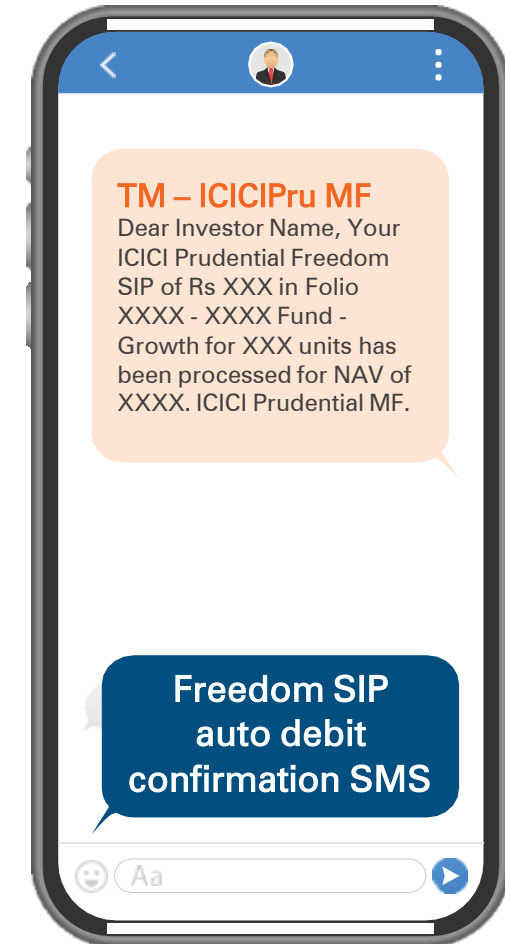 TM – ICICIPru MF
Dear Investor Name, Your
ICICI Prudential Freedom
SIP of Rs XXX in Folio
XXXX - XXXX Fund -
Growth for XXX units has
been processed for NAV of
XXXX. ICICI Prudential MF.
Freedom SIP
auto debit
confirmation SMS
Aa